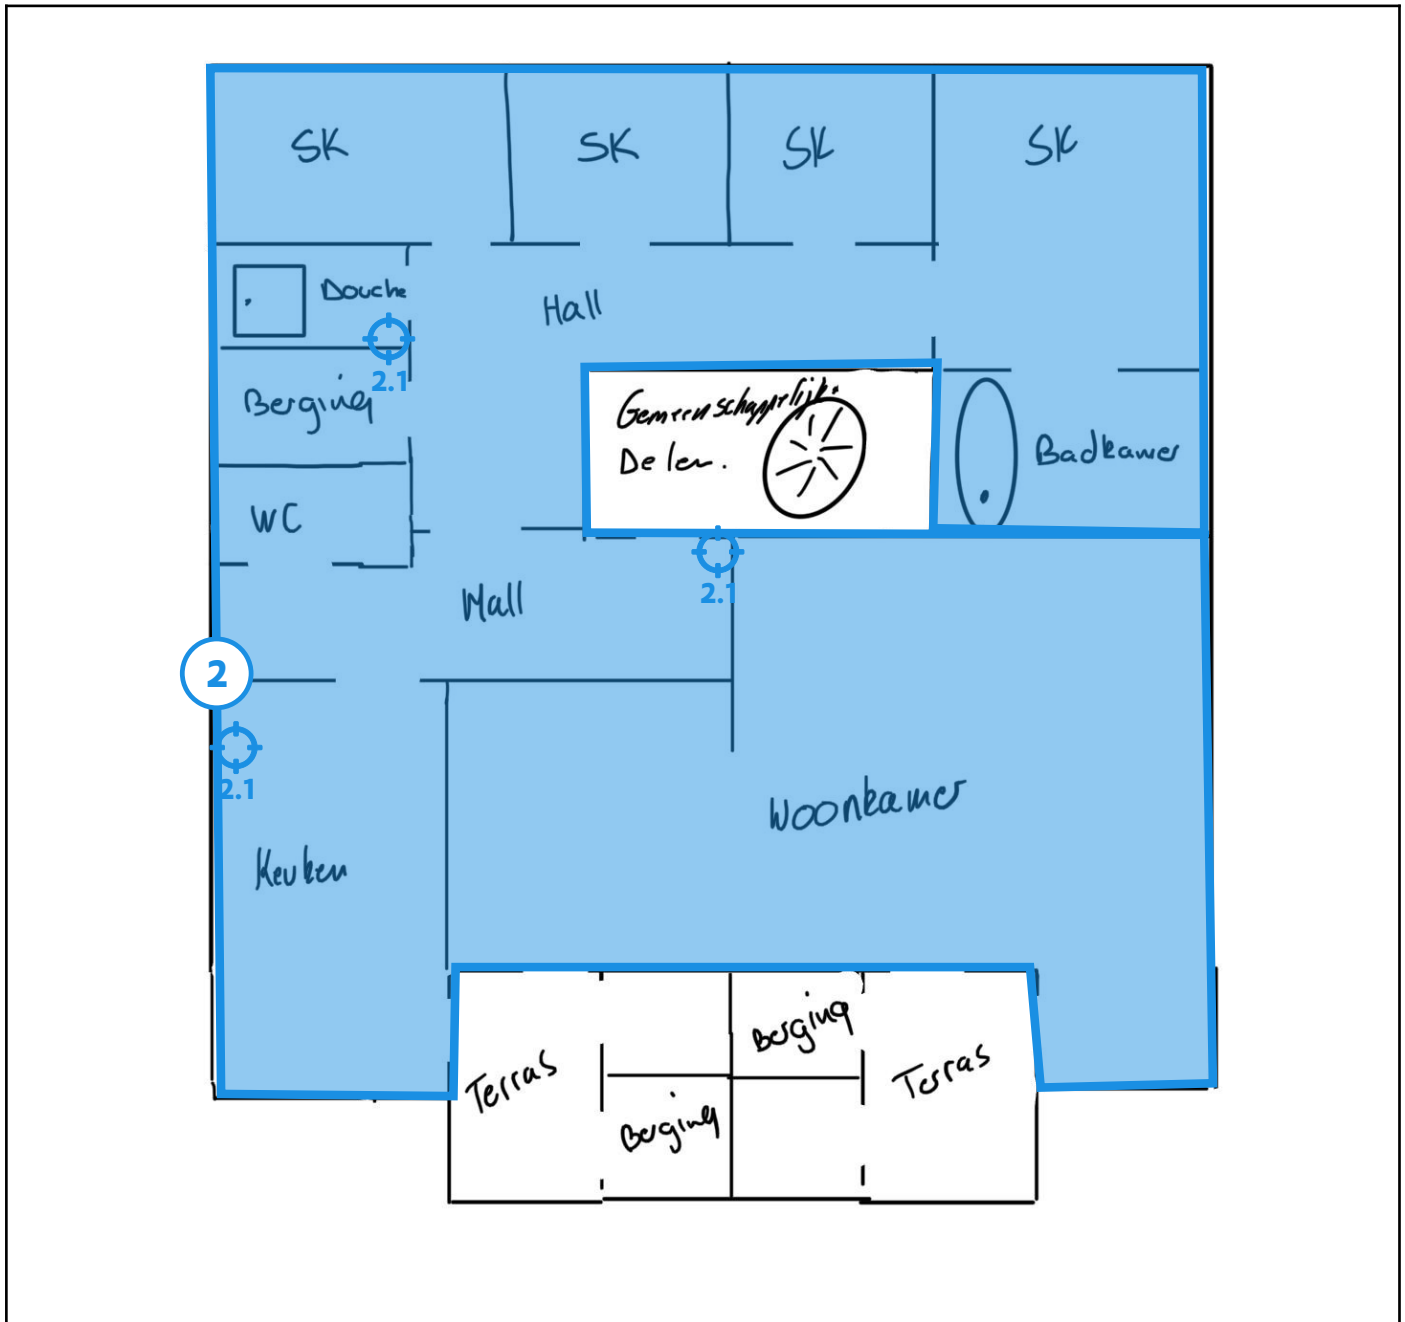 SK
SK
SK
SK
Douche
Hall
2.1
Berging
Gemeenschappelijk.
Delen.
Badkamer
WC
2.1
Hall
2
2.1
Woonkamer
Keuken
Berging
Terras
Terras
Berging